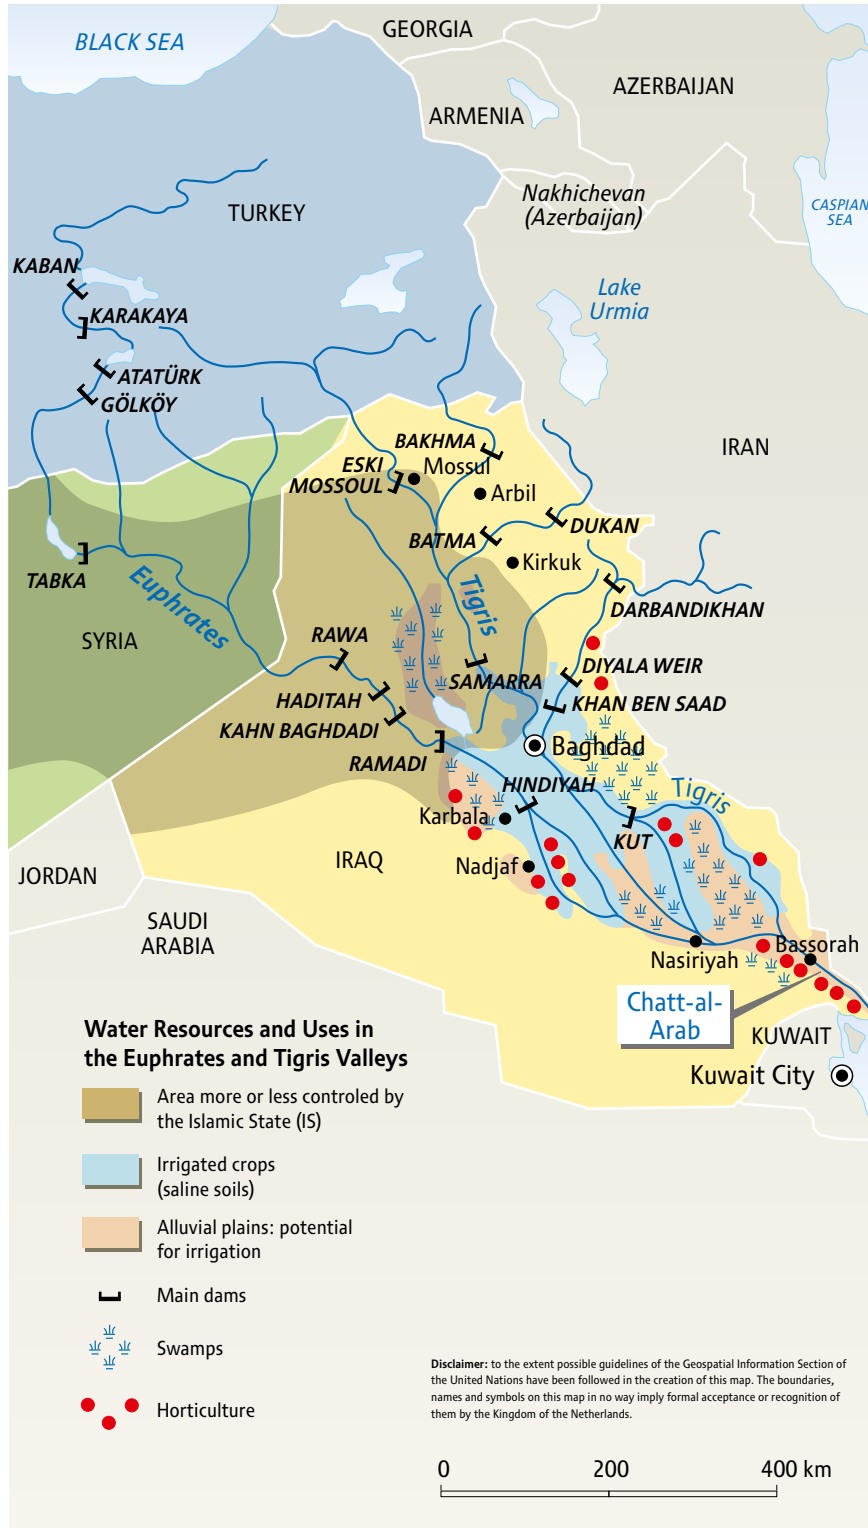 GEORGIA
BLACK SEA
AZERBAIJAN
ARMENIA
Nakhichevan
(Azerbaijan)
CASPIAN
SEA
TURKEY
KABAN
Lake
Urmia
KARAKAYA
ATATÜRK
GÖLKÖY
BAKHMA
IRAN
ESKI
MOSSOUL
Mossul
Arbil
DUKAN
BATMA
Kirkuk
TABKA
Euphrates
Tigris
DARBANDIKHAN
SYRIA
RAWA
DIYALA WEIR
SAMARRA
HADITAH
KHAN BEN SAAD
KAHN BAGHDADI
Baghdad
RAMADI
HINDIYAH
Tigris
Karbala
KUT
IRAQ
Nadjaf
JORDAN
SAUDI
ARABIA
Nasiriyah
Bassorah
Chatt-al-
Arab
KUWAIT
Kuwait City
Water Resources and Uses in
the Euphrates and Tigris Valleys
Area more or less controled by
the Islamic State (IS)
Irrigated crops
(saline soils)
Alluvial plains: potential
for irrigation
Main dams
Swamps
Horticulture
Disclaimer: to the extent possible guidelines of the Geospatial Information Section of
the United Nations have been followed in the creation of this map. The boundaries,
names and symbols on this map in no way imply formal acceptance or recognition of
them by the Kingdom of the Netherlands.
0 200 400 km